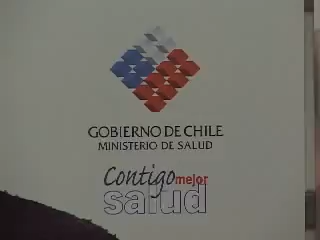 GOBIERNO DE CHILE
MINISTERIO DE SALUD
Contigo mejor
salud